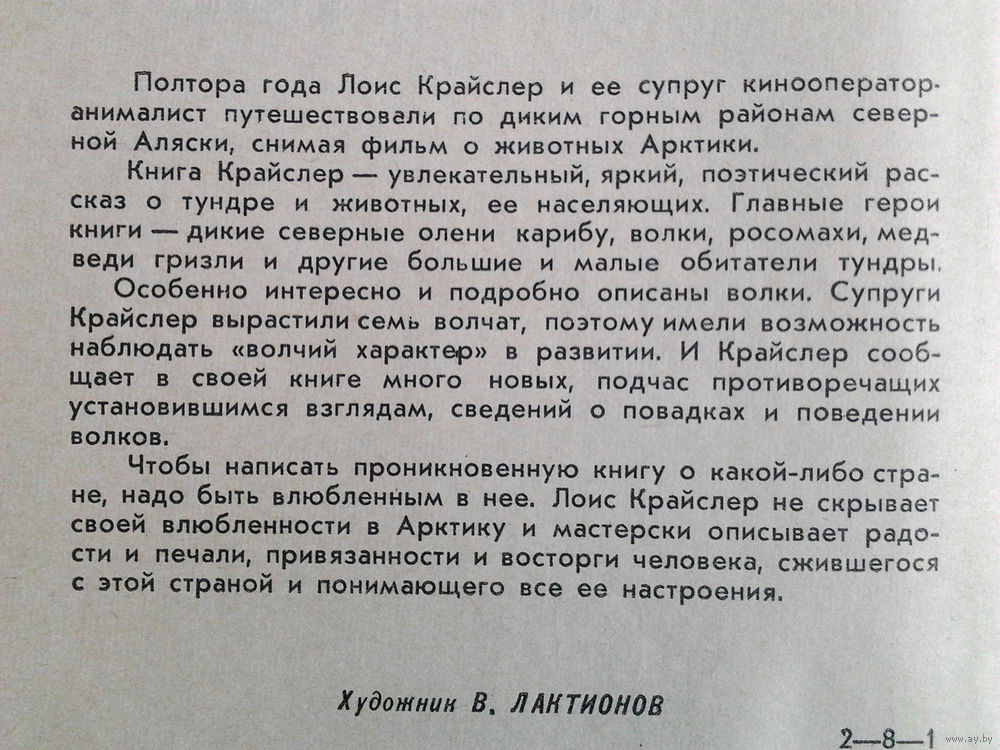 Полтора года Лоис Крайслер и ее супруг кинооператор-
анималист путешествовали по диким горным районам север-
ной Аляски, снимая фильм о животных Арктики.
Книга Крайслер — увлекательный, яркий, поэтический рас-
сказ о тундре и животных, ее населяющих. Главные герои
книги — дикие северные олени карибу, волки, росомахи, мед-
веди гризли и другие большие и малые обитатели тундры.
Особенно интересно и подробно описаны волки. Супруги
Крайслер вырастили семь волчат, поэтому имели возможность
наблюдать «волчий характер» в развитии. И Крайслер сооб-
щает в своей книге много новых, подчас противоречащих
установившимся взглядам, сведений о повадках и поведении
волков.
Чтобы написать проникновенную книгу о какой-либо стра-
не, надо быть влюбленным в нее. Лоис Крайслер не скрывает
своей влюбленности в Арктику и мастерски описывает радо-
сти и печали, привязанности и восторги человека, сжившегося
с этой страной и понимающего все ее настроения.
Художник В. ЛАКТИОНОВ
2—8—1
www.ay.by